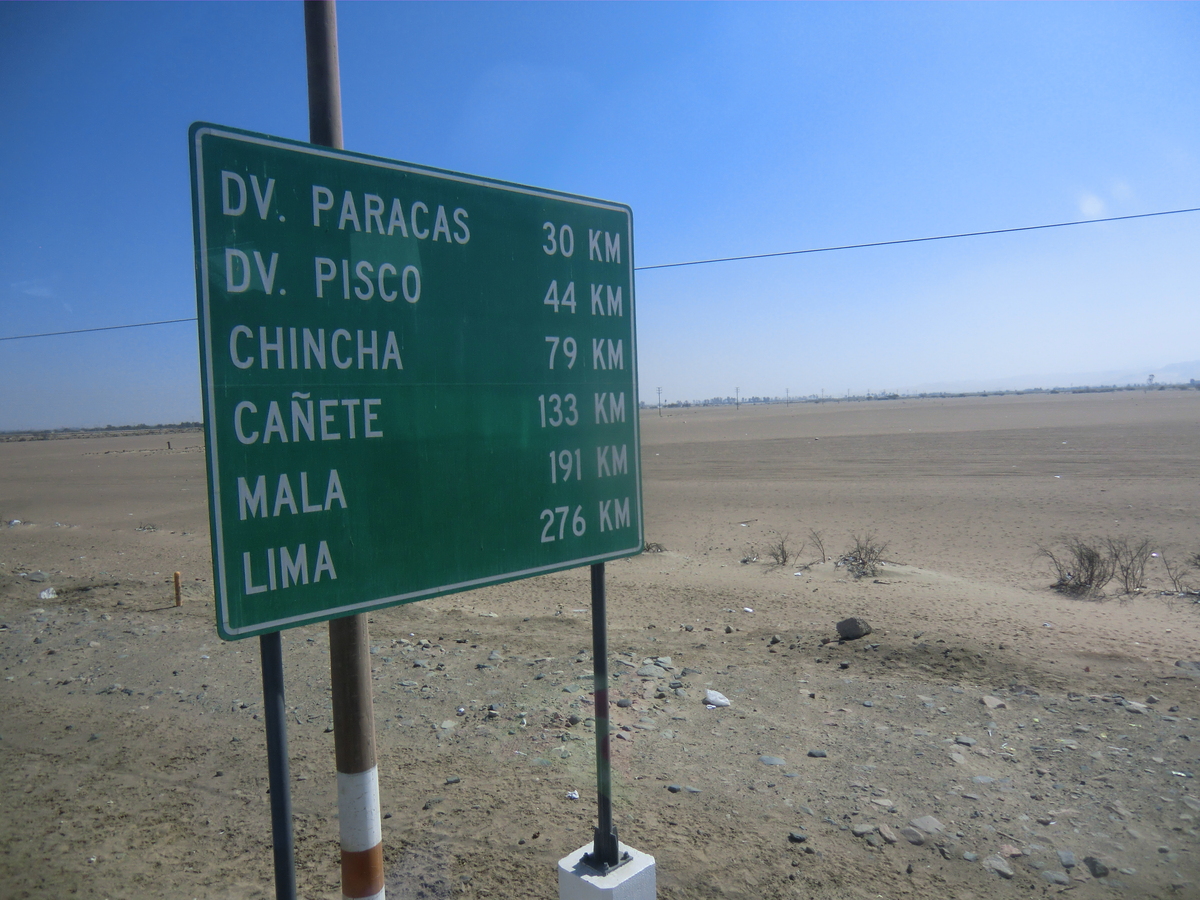 DV. PARACAS 30 KM
DV. PISCO 44 KM
CHINCHA 79 KM
CAÑETE 133 KM
MALA 191 KM
LIMA 276 KM